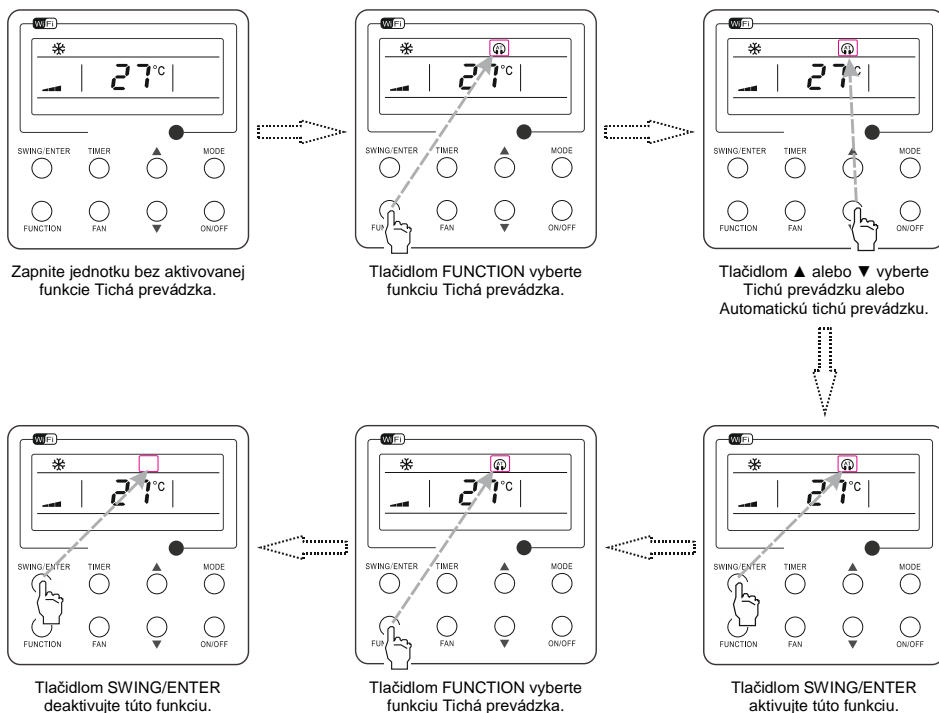 WiFi
27°C
SWING/ENTER TIMER ▲ MODE
FUNCTION FAN ▼ ON/OFF
Zapnite jednotku bez aktivovanej
funkcie Tichá prevádzka.
WiFi
27°C
SWING/ENTER TIMER ▲ MODE
FUN FAN ▼ ON/OFF
Tlačidlom FUNCTION vyberte
funkciu Tichá prevádzka.
WiFi
27°C
SWING/ENTER TIMER ▲ MODE
FUNCTION FAN ▼ ON/OFF
Tlačidlom ▲ alebo ▼ vyberte
Tichú prevádzku alebo
Automatickú tichú prevádzku.
WiFi
27°C
SWING/ENTER TIMER ▲ MODE
FUNCTION FAN ▼ ON/OFF
Tlačidlom SWING/ENTER
deaktivujte túto funkciu.
WiFi
27°C
SWING/ENTER TIMER ▲ MODE
FUN FAN ▼ ON/OFF
Tlačidlom FUNCTION vyberte
funkciu Tichá prevádzka.
WiFi
27°C
SWING/ENTER TIMER ▲ MODE
FUNCTION FAN ▼ ON/OFF
Tlačidlom SWING/ENTER
aktivujte túto funkciu.